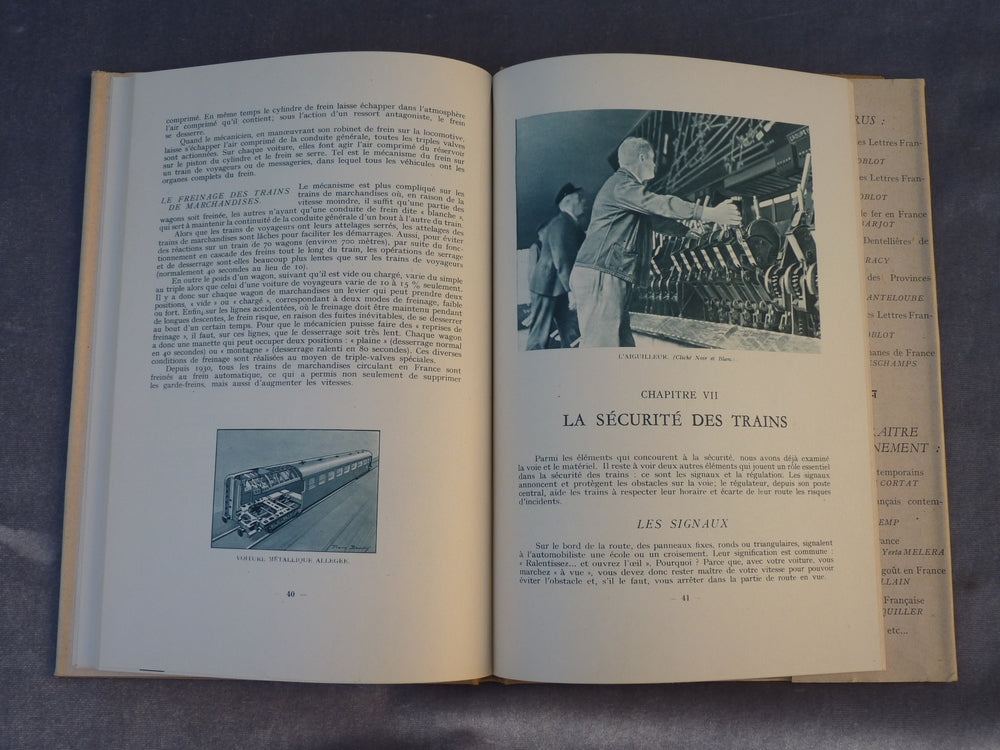 comprimé. En même temps le cylindre de frein laisse échapper dans l'atmosphère
l'air comprimé qu'il contient; sous l'action d'un ressort antagoniste, le frein
se desserre.
Quand le mécanicien, en manœuvrant son robinet de frein sur la locomotive,
laisse s'échapper l'air comprimé de la conduite générale, toutes les triples valves
sont actionnées. Sur chaque voiture, elles font agir l'air comprimé du réservoir
sur le piston du cylindre et le frein se serre. Tel est le mécanisme du frein sur
un train de voyageurs ou de messageries, dans lequel tous les véhicules ont les
organes complets du frein.
LE FREINAGE DES TRAINS
DE MARCHANDISES.
Le mécanisme est plus compliqué sur les
trains de marchandises où, en raison de la
vitesse moindre, il suffit qu'une partie des
wagons soit freinée, les autres n'ayant qu'une conduite de frein dite « blanche »,
qui sert à maintenir la continuité de la conduite générale d'un bout à l'autre du train.
Alors que les trains de voyageurs ont leurs attelages serrés, les attelages des
trains de marchandises sont lâches pour faciliter les démarrages. Aussi, pour éviter
des réactions sur un train de 70 wagons (environ 700 mètres), par suite du fonc-
tionnement en cascade des freins tout le long du train, les opérations de serrage
et de desserrage sont-elles beaucoup plus lentes que sur les trains de voyageurs
(normalement 40 secondes au lieu de 10).
En outre le poids d'un wagon, suivant qu'il est vide ou chargé, varie du simple
au triple alors que celui d'une voiture de voyageurs varie de 10 à 15 % seulement.
Il y a donc sur chaque wagon de marchandises un levier qui peut prendre deux
positions, « vide » ou « chargé », correspondant à deux modes de freinage, faible
ou fort. Enfin, sur les lignes accidentées, où le freinage doit être maintenu pendant
de longues descentes, le frein risque, en raison des fuites inévitables, de se desserrer
au bout d'un certain temps. Pour que le mécanicien puisse faire des « reprises de
freinage », il faut, sur ces lignes, que le desserrage soit très lent. Chaque wagon
a donc une manette qui peut occuper deux positions : « plaine » (desserrage normal
en 40 secondes) ou « montagne » (desserrage ralenti en 80 secondes). Ces diverses
conditions de freinage sont réalisées au moyen de triple-valves spéciales.
Depuis 1930, tous les trains de marchandises circulant en France sont
freinés au frein automatique, ce qui a permis non seulement de supprimer
les garde-freins, mais aussi d'augmenter les vitesses.
VOITURE MÉTALLIQUE ALLÉGÉE.
— 40 —
L'AIGUILLEUR. (Cliché Noir et Blanc.)
CHAPITRE VII
LA SÉCURITÉ DES TRAINS
Parmi les éléments qui concourent à la sécurité, nous avons déjà examiné
la voie et le matériel. Il reste à voir deux autres éléments qui jouent un rôle essentiel
dans la sécurité des trains : ce sont les signaux et la régulation. Les signaux
annoncent et protègent les obstacles sur la voie; le régulateur, depuis son poste
central, aide les trains à respecter leur horaire et écarte de leur route les risques
d'incidents.
LES SIGNAUX
Sur le bord de la route, des panneaux fixes, ronds ou triangulaires, signalent
à l'automobiliste une école ou un croisement. Leur signification est commune :
« Ralentissez... et ouvrez l'œil ». Pourquoi ? Parce que, avec votre voiture, vous
marchez « à vue », vous devez donc rester maître de votre vitesse pour pouvoir
éviter l'obstacle et, s'il le faut, vous arrêter dans la partie de route en vue.
— 41 —
RUS :
es Lettres Fran-
OBLOT
es Lettres Fran-
OBLOT
de fer en France
ARJOT
Dentellières de
RACY
des Provinces
ANTELOUBE
es Lettres Fran-
OBLOT
manes de France
ESCHAMPS
AITRE
NEMENT :
temporains
CORTAT
ançais contem-
EMP
rance
Yerta MELERA
goût en France
LLAIN
Française
QUILLER
etc...